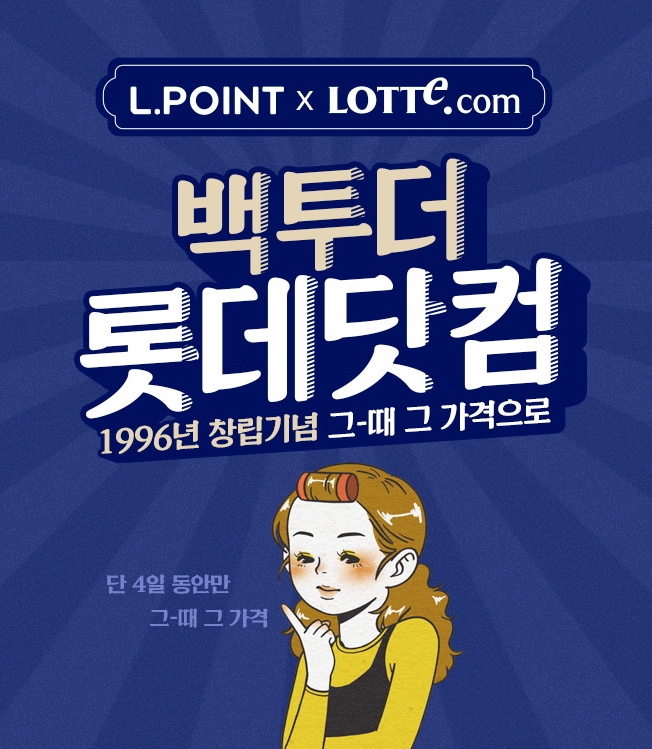 L.POINT x LOTTe.com
백투더
롯데닷컴
1996년 창립기념 그-때 그 가격으로
단 4일 동안만
그-때 그 가격